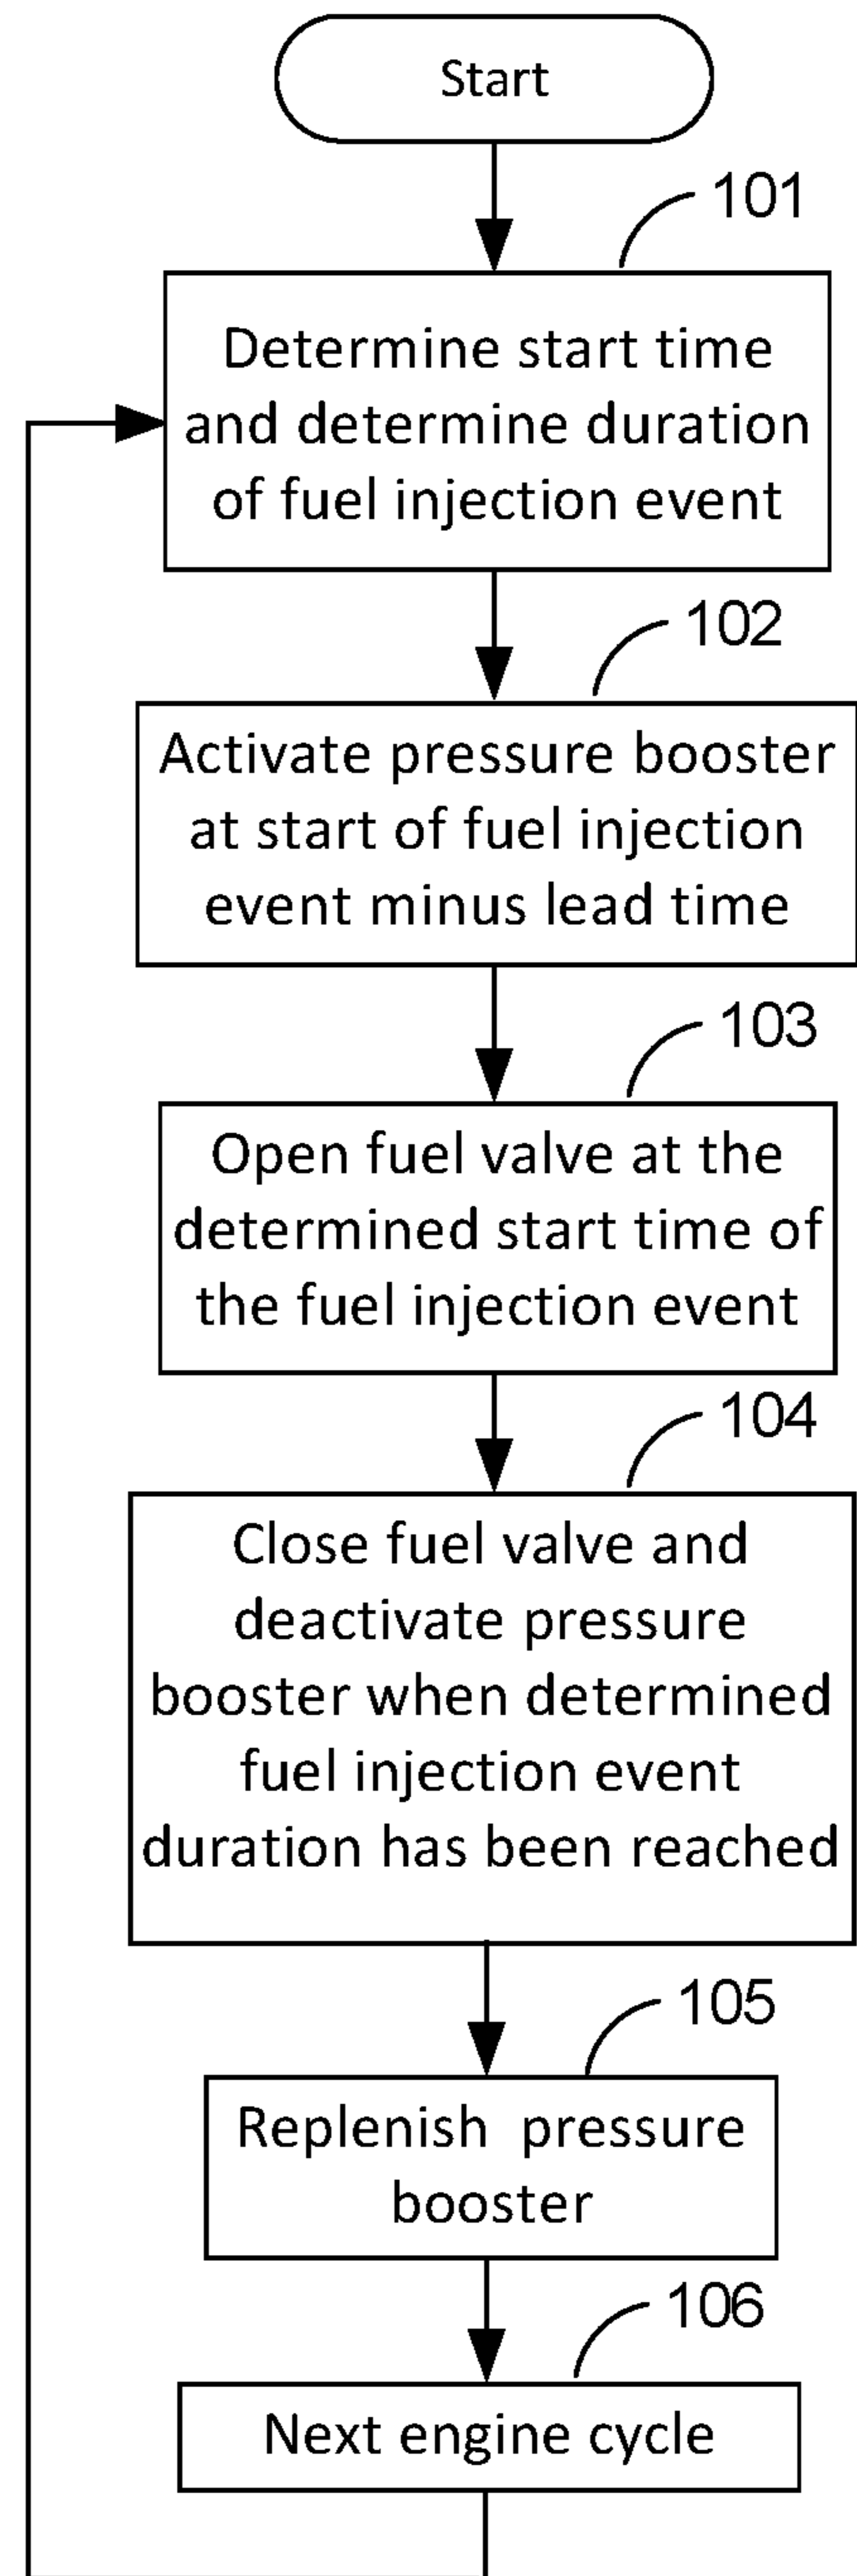 Start
101
Determine start time
and determine duration
of fuel injection event
102
Activate pressure booster
at start of fuel injection
event minus lead time
103
Open fuel valve at the
determined start time of
the fuel injection event
104
Close fuel valve and
deactivate pressure
booster when determined
fuel injection event
duration has been reached
105
Replenish pressure
booster
106
Next engine cycle